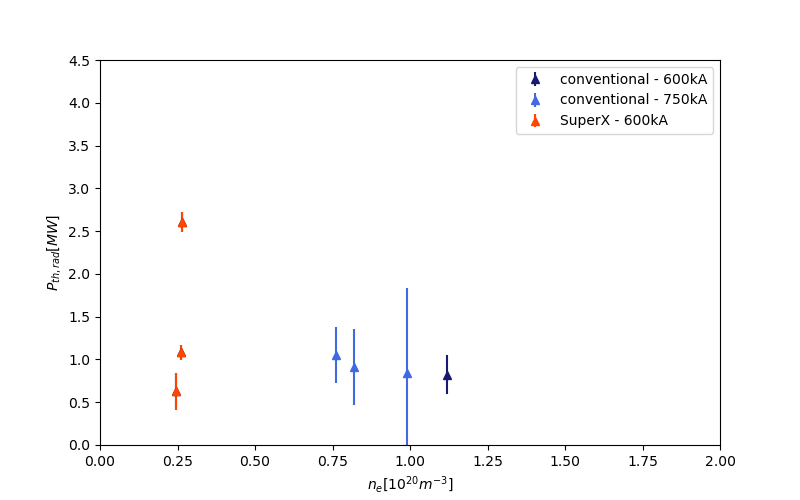 4.5
4.0
3.5
3.0
2.5
2.0
1.5
1.0
0.5
0.0
P_{th,rad}[MW]
conventional - 600kA
conventional - 750kA
SuperX - 600kA
0.00 0.25 0.50 0.75 1.00 1.25 1.50 1.75 2.00
n_e[10^{20}m^{-3}]